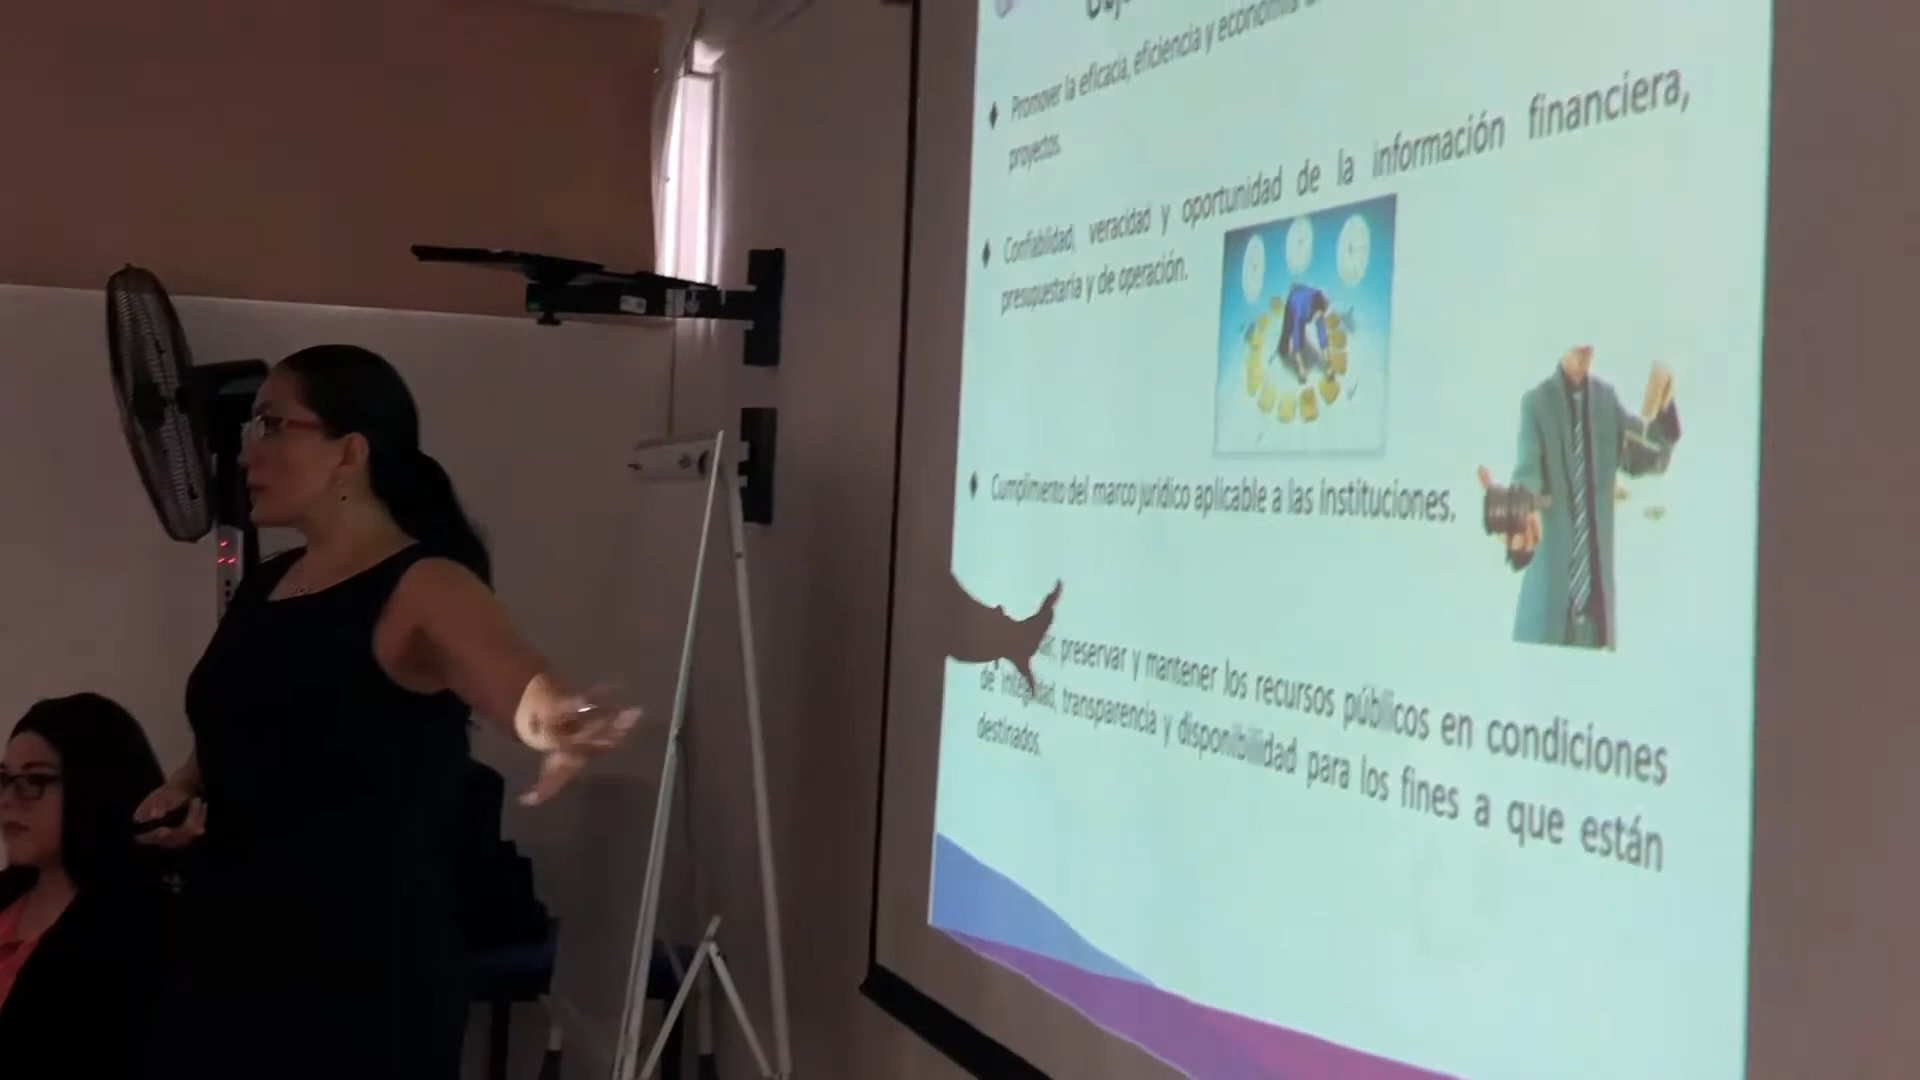 Promover la eficacia, eficiencia y economía
proyectos.
Confiabilidad, veracidad y oportunidad de la información financiera,
presupuestaria y de operación.
Cumplimiento del marco jurídico aplicable a las instituciones.
preservar y mantener los recursos públicos en condiciones
de integridad, transparencia y disponibilidad para los fines a que están
destinados.